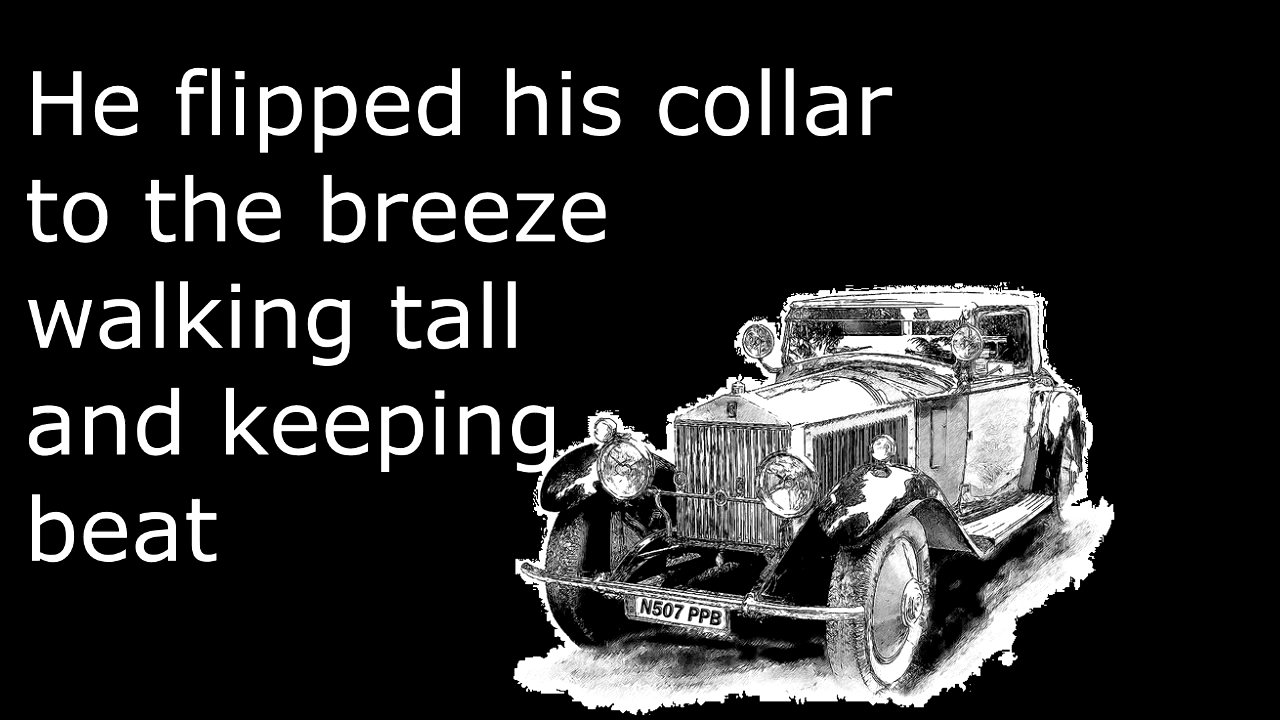 He flipped his collar
to the breeze
walking tall
and keeping
beat
N507 PPB